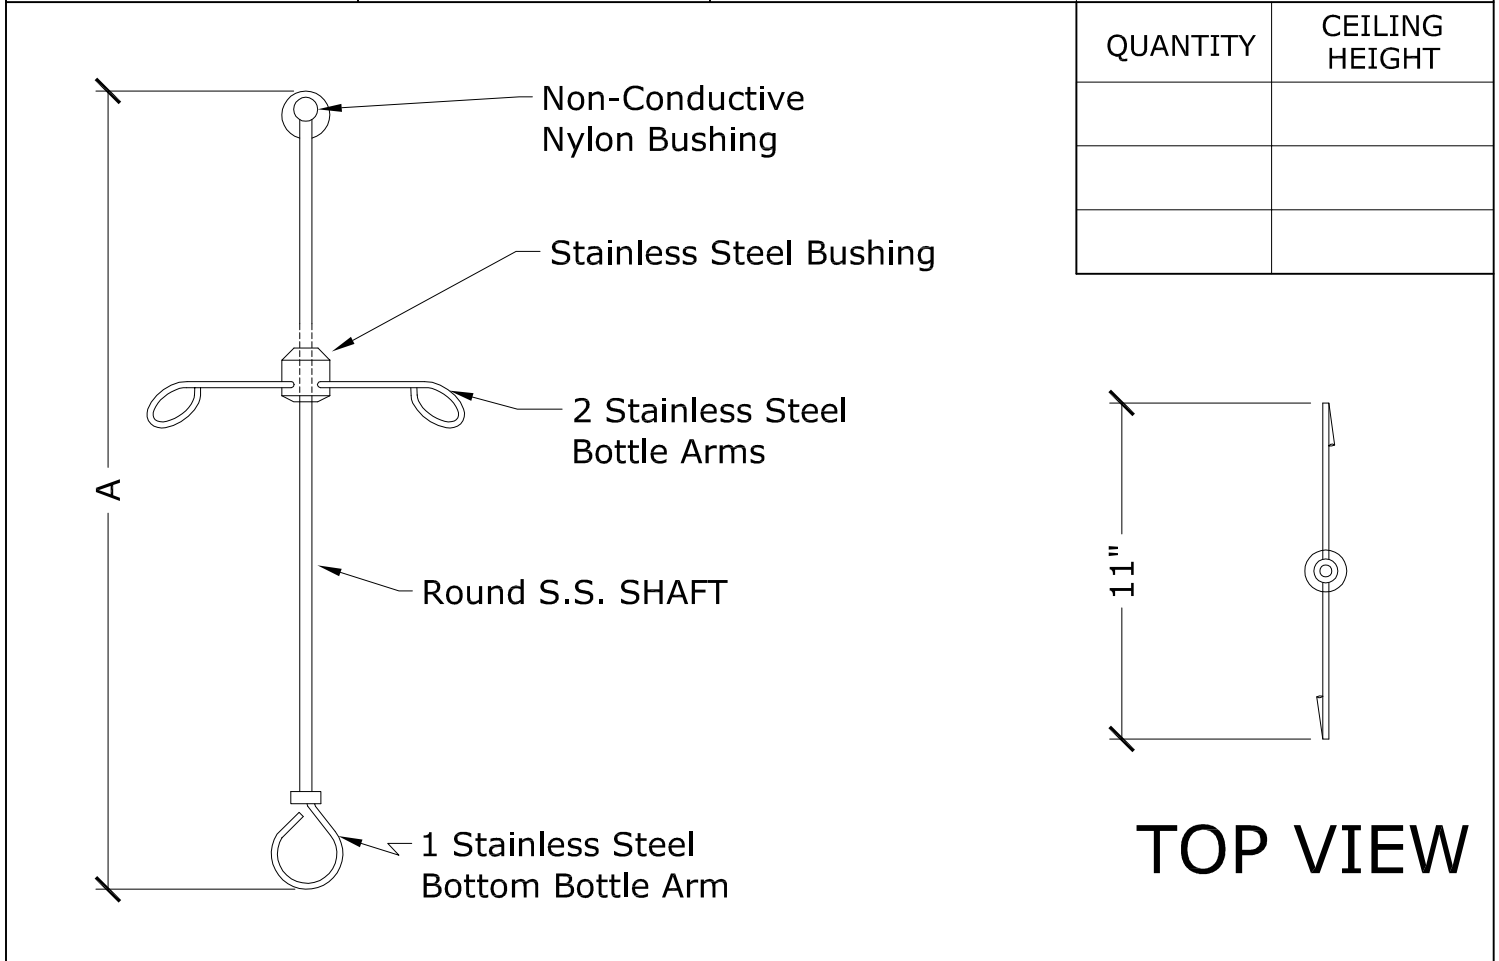 QUANTITY
CEILING
HEIGHT
Non-Conductive
Nylon Bushing
Stainless Steel Bushing
2 Stainless Steel
Bottle Arms
A
11"
Round S.S. SHAFT
1 Stainless Steel
Bottom Bottle Arm
TOP VIEW